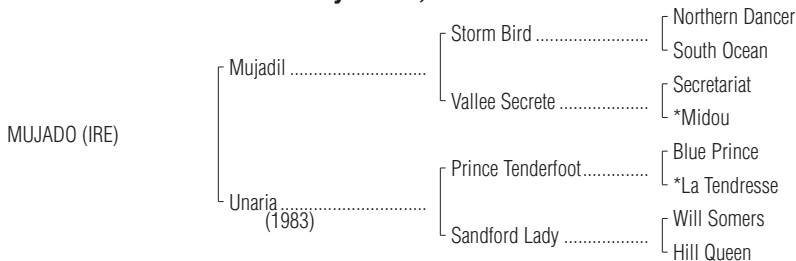 Northern Dancer
Storm Bird ..........................
South Ocean
Mujadil ................................
Secretariat
Vallee Secrete .....................
*Midou
MUJADO (IRE)
Blue Prince
Prince Tenderfoot...............
*La Tendresse
Unaria ..................................
(1983)
Will Somers
Sandford Lady ....................
Hill Queen